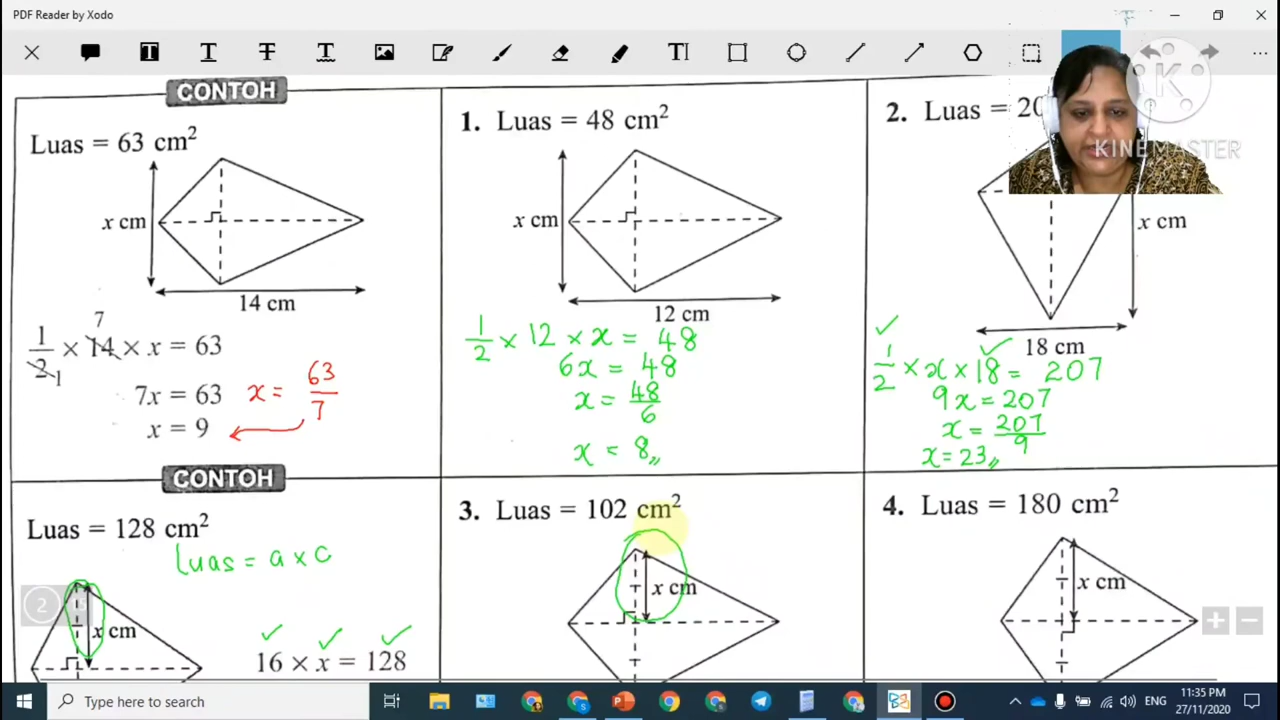 PDF Reader by Xodo
CONTOH
Luas = 63 cm²
x cm
14 cm
1/2 × 14 × x = 63
7
1
7x = 63
x = 63/7
x = 9
1. Luas = 48 cm²
x cm
12 cm
1/2 × 12 × x = 48
6x = 48
x = 48/6
x = 8,,
2. Luas = 20
KINEMASTER
x cm
18 cm
1/2 × x × 18 = 207
9x = 207
x = 207/9
x = 23,,
CONTOH
Luas = 128 cm²
Luas = a × c
x cm
16 × x = 128
2
3. Luas = 102 cm²
x cm
4. Luas = 180 cm²
x cm
Type here to search
ENG
11:35 PM
27/11/2020